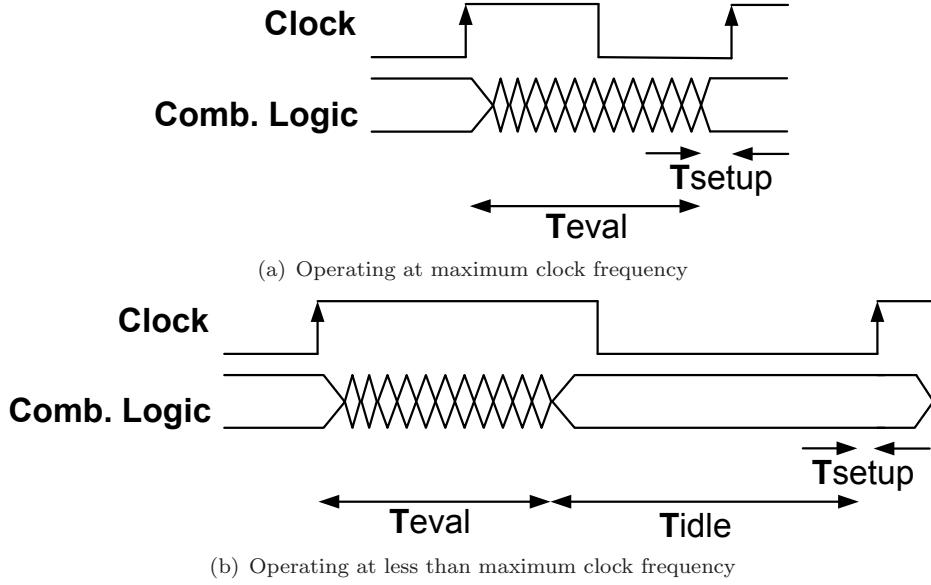 Clock
Comb. Logic
Tsetup
Teval
(a) Operating at maximum clock frequency
Clock
Comb. Logic
Tsetup
Teval
Tidle
(b) Operating at less than maximum clock frequency